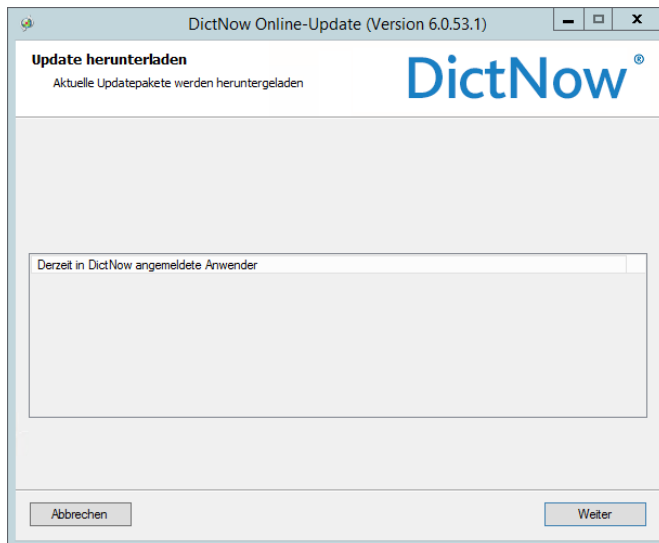 DictNow Online-Update (Version 6.0.53.1)
Update herunterladen
Aktuelle Updatepakete werden heruntergeladen
DictNow®
Derzeit in DictNow angemeldete Anwender
Abbrechen
Weiter